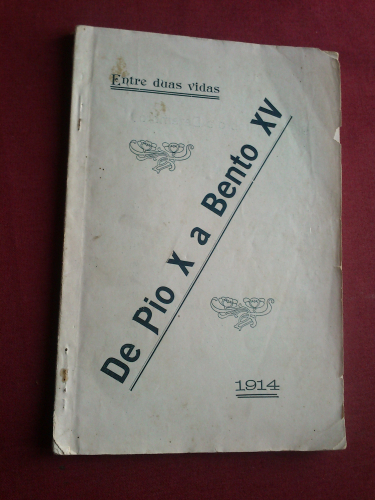 Entre duas vidas
De Pio X a Bento XV
1914